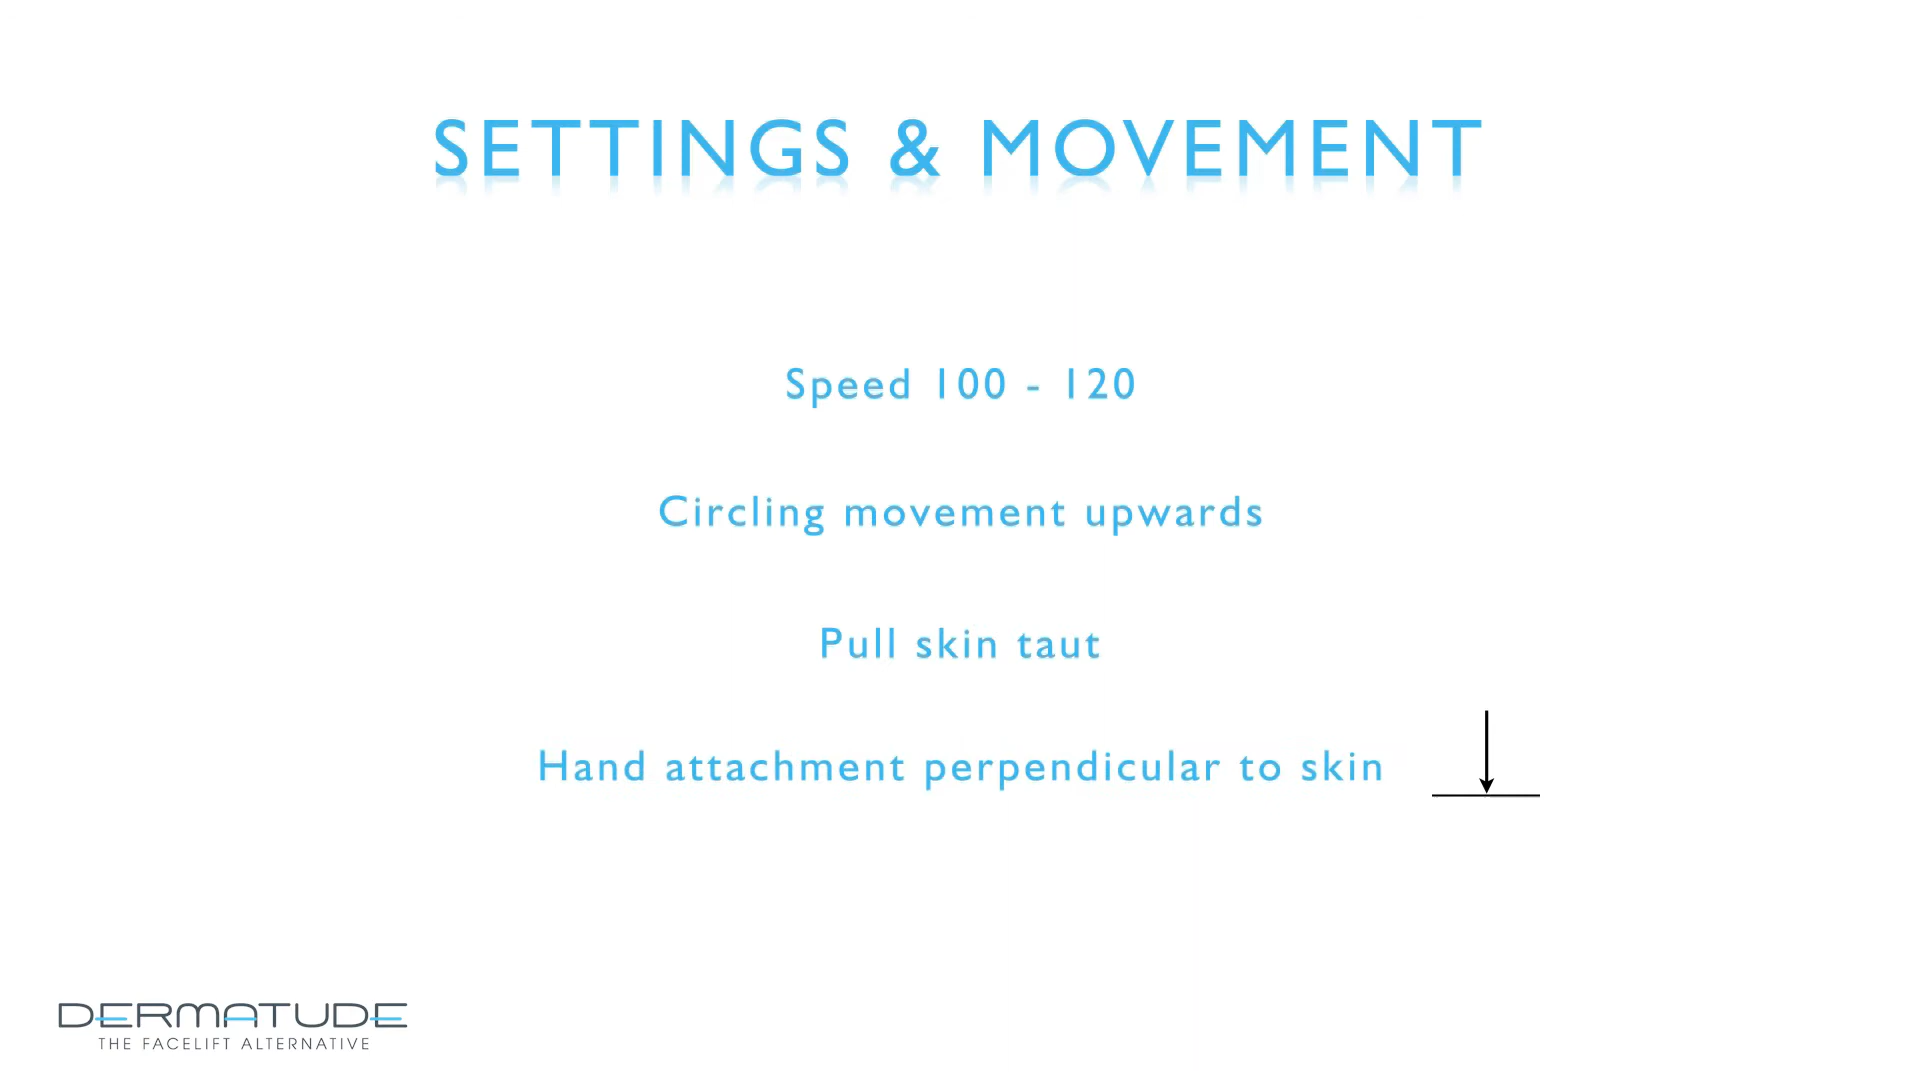 SETTINGS & MOVEMENT
Speed 100 - 120
Circling movement upwards
Pull skin taut
Hand attachment perpendicular to skin
DERMATUDE
THE FACELIFT ALTERNATIVE